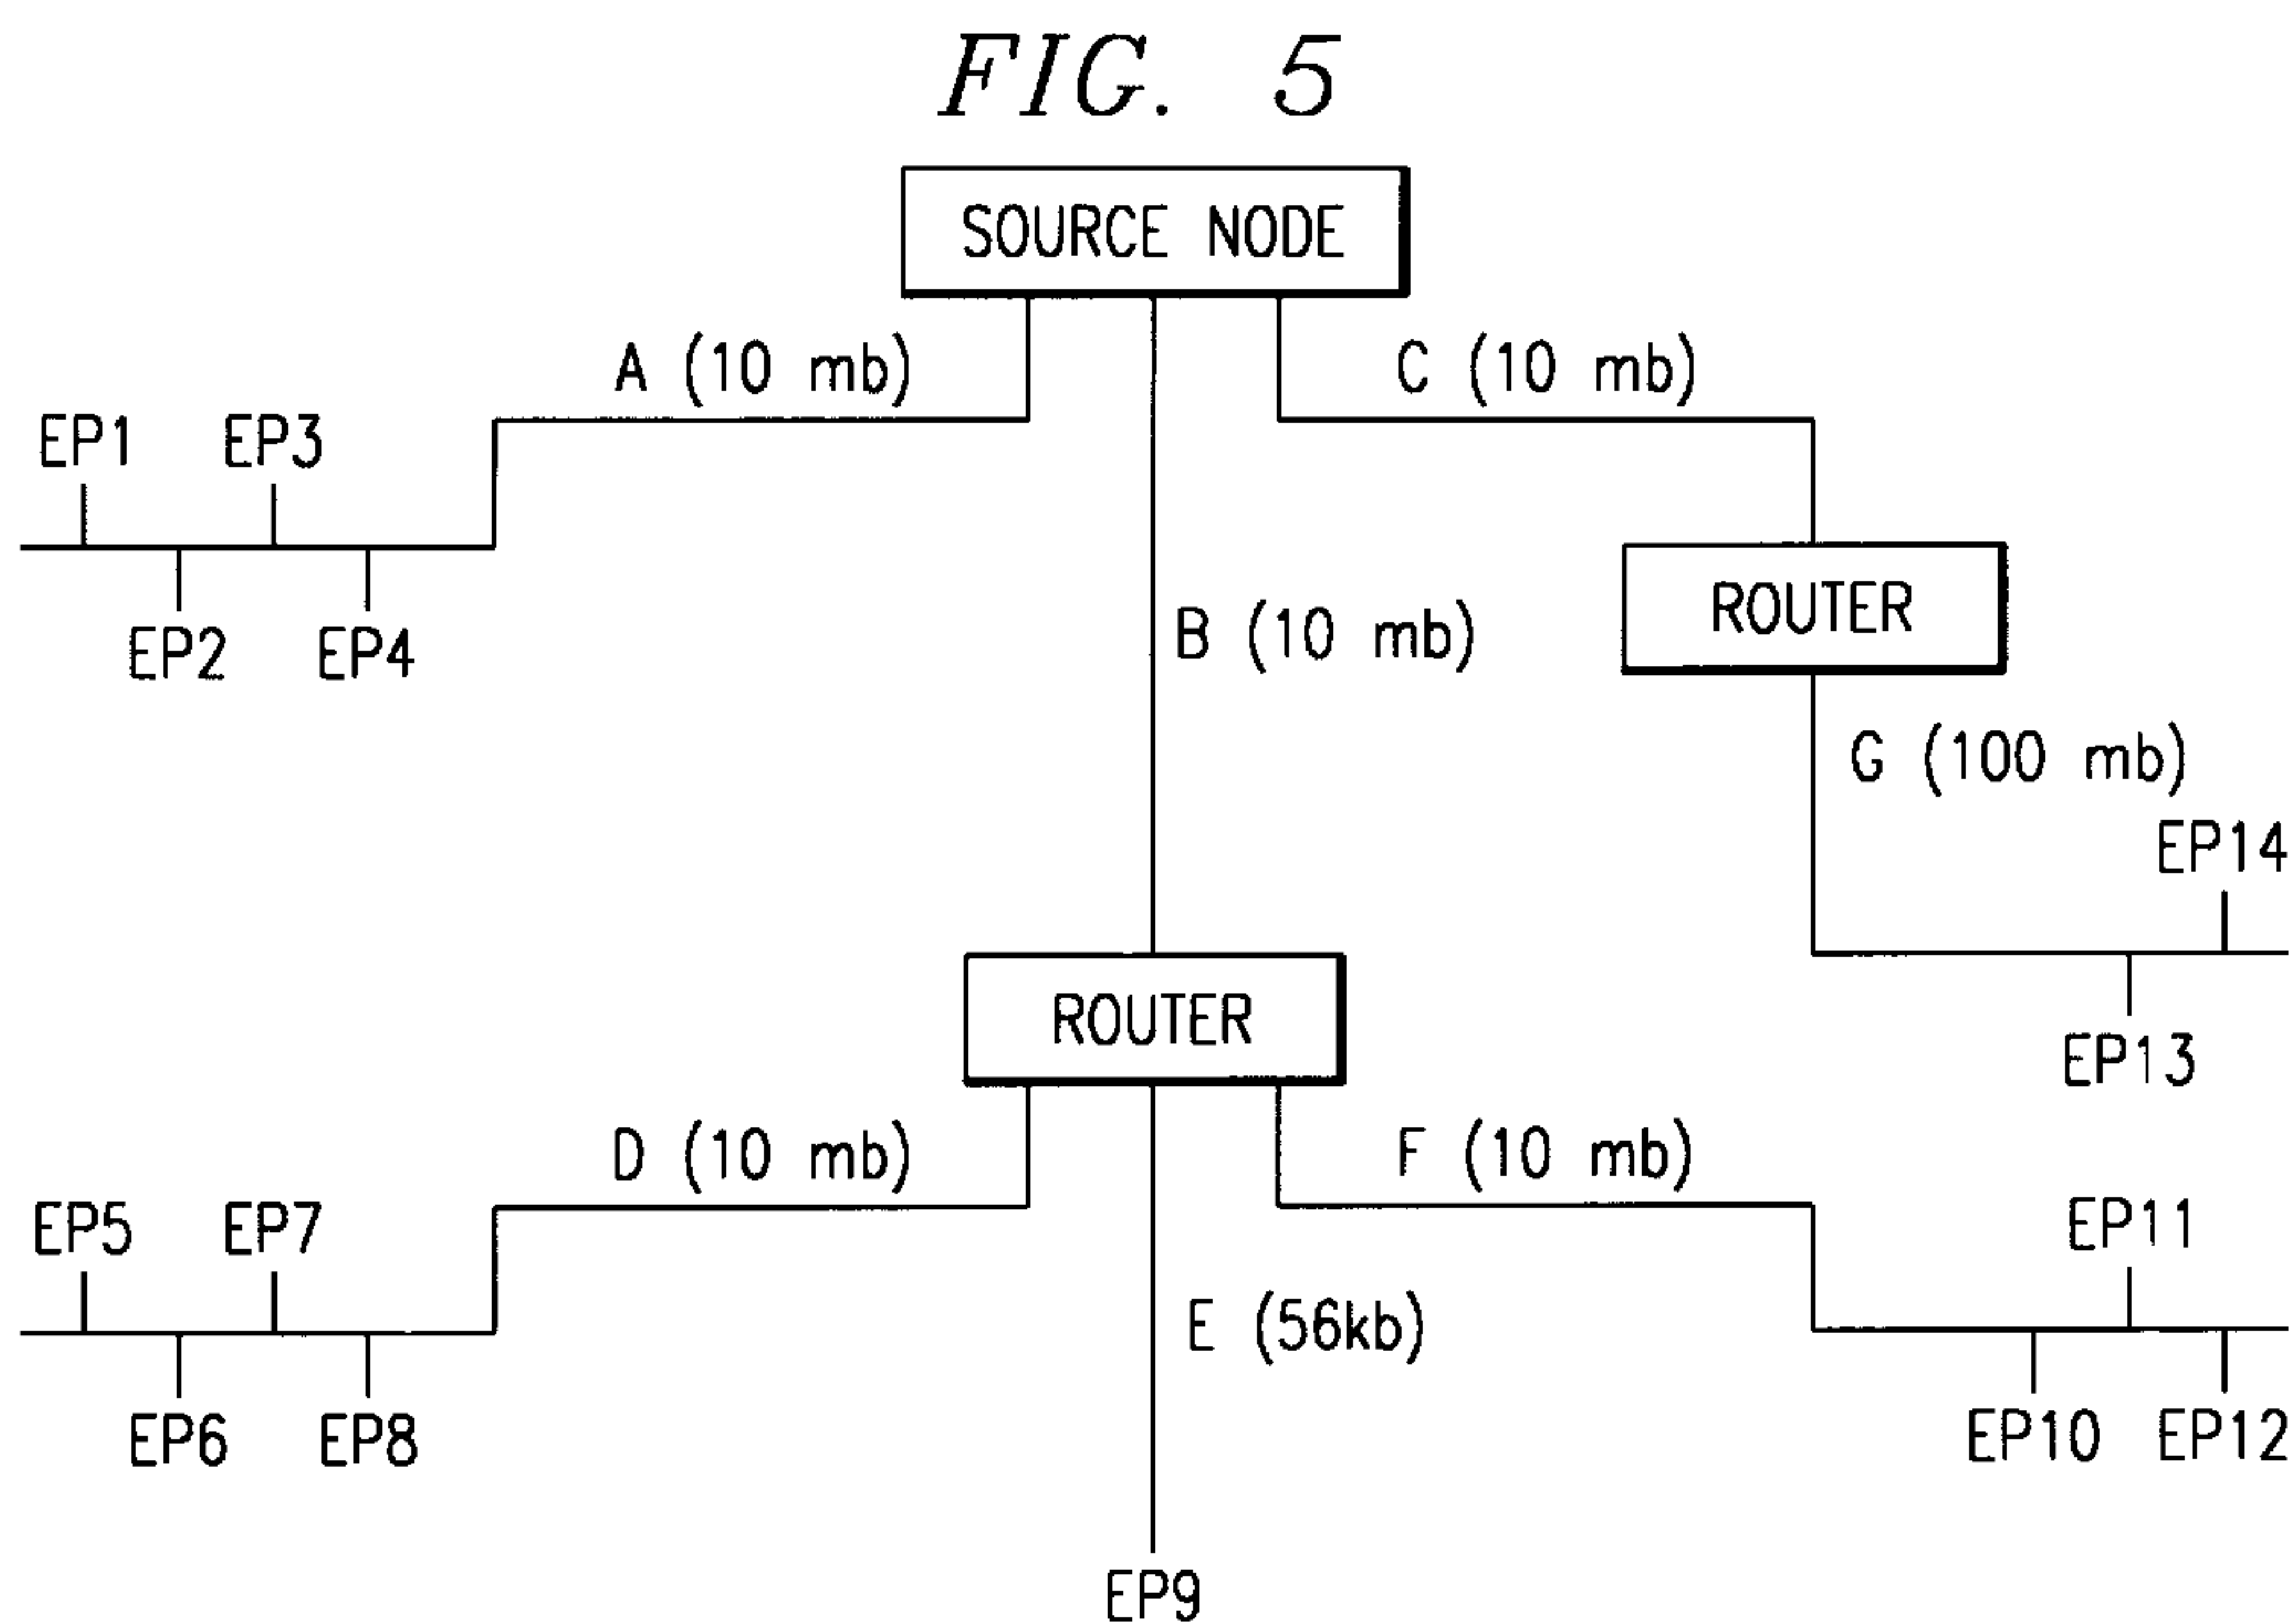 FIG. 5
SOURCE NODE
A (10 mb)
C (10 mb)
EP1
EP3
EP2
EP4
B (10 mb)
ROUTER
G (100 mb)
EP14
ROUTER
EP13
D (10 mb)
F (10 mb)
EP5
EP7
EP11
E (56kb)
EP6
EP8
EP10
EP12
EP9